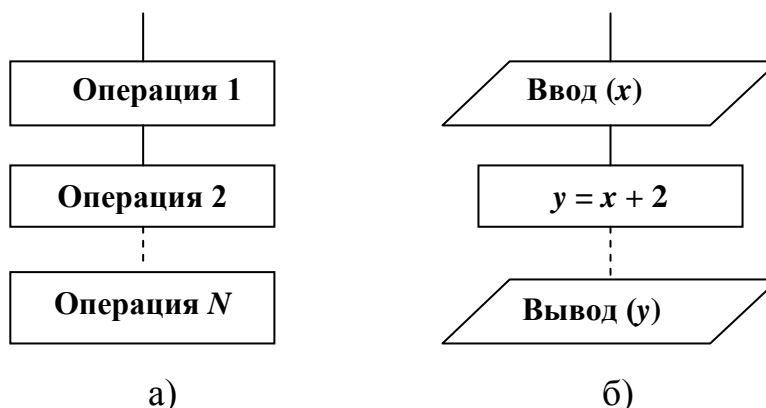 Операция 1
Операция 2
Операция N
а)
Ввод (x)
y = x + 2
Вывод (y)
б)